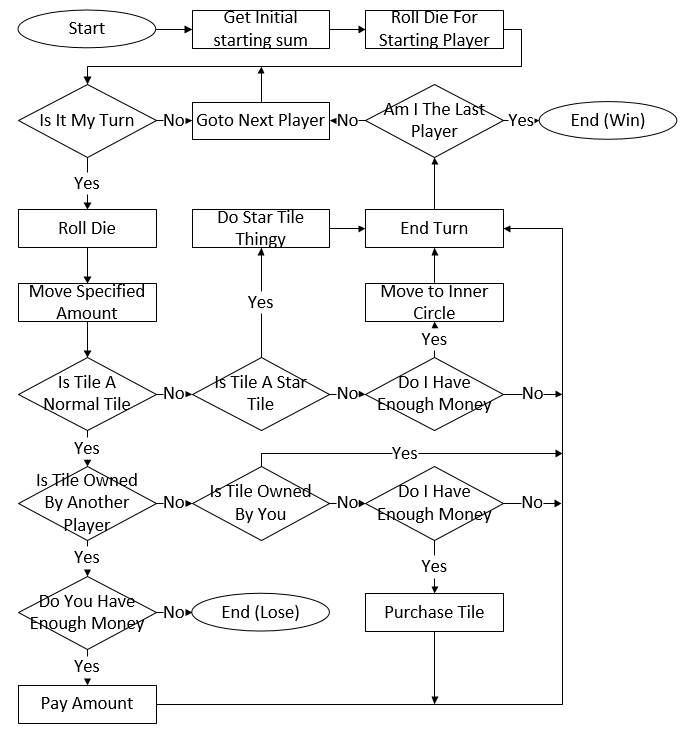 Start
Get Initial
starting sum
Roll Die For
Starting Player
Is It My Turn
No
Goto Next Player
No
Am I The Last
Player
Yes
End (Win)
Yes
Roll Die
Do Star Tile
Thingy
End Turn
Move Specified
Amount
Yes
Move to Inner
Circle
Yes
Is Tile A
Normal Tile
No
Is Tile A Star
Tile
No
Do I Have
Enough Money
No
Yes
Yes
Is Tile Owned
By Another
Player
No
Is Tile Owned
By You
No
Do I Have
Enough Money
No
Yes
Yes
Do You Have
Enough Money
No
End (Lose)
Purchase Tile
Yes
Pay Amount